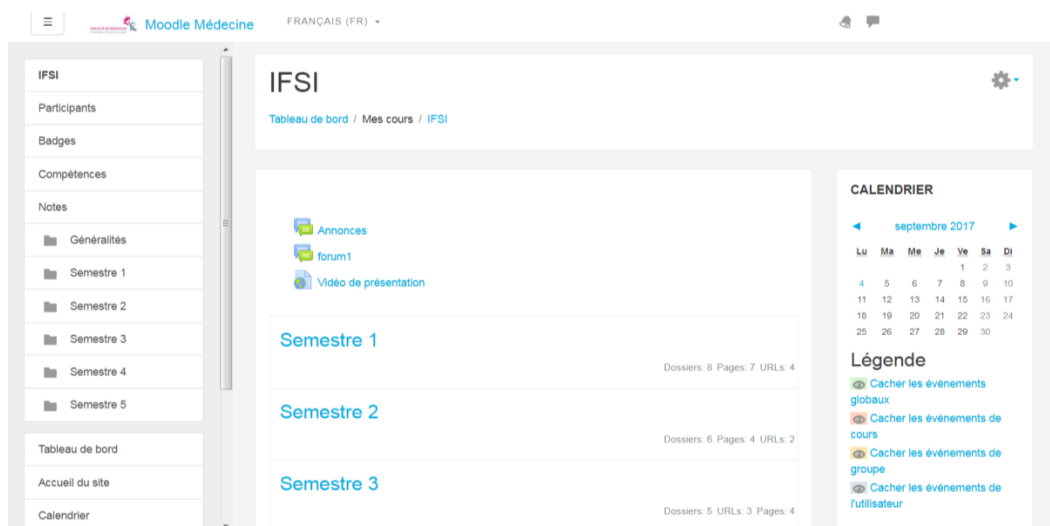 Moodle Médecine
FRANÇAIS (FR)
IFSI
Participants
Badges
Compétences
Notes
Généralités
Semestre 1
Semestre 2
Semestre 3
Semestre 4
Semestre 5
Tableau de bord
Accueil du site
Calendrier
IFSI
Tableau de bord / Mes cours / IFSI
Annonces
forum1
Vidéo de présentation
Semestre 1
Dossiers: 8 Pages: 7 URLs: 4
Semestre 2
Dossiers: 6 Pages: 4 URLs: 2
Semestre 3
Dossiers: 5 URLs: 3 Pages: 4
CALENDRIER
septembre 2017
Lu Ma Me Je Ve Sa Di
1 2 3
4 5 6 7 8 9 10
11 12 13 14 15 16 17
18 19 20 21 22 23 24
25 26 27 28 29 30
Légende
Cacher les événements
globaux
Cacher les événements de
cours
Cacher les événements de
groupe
Cacher les événements de
l'utilisateur